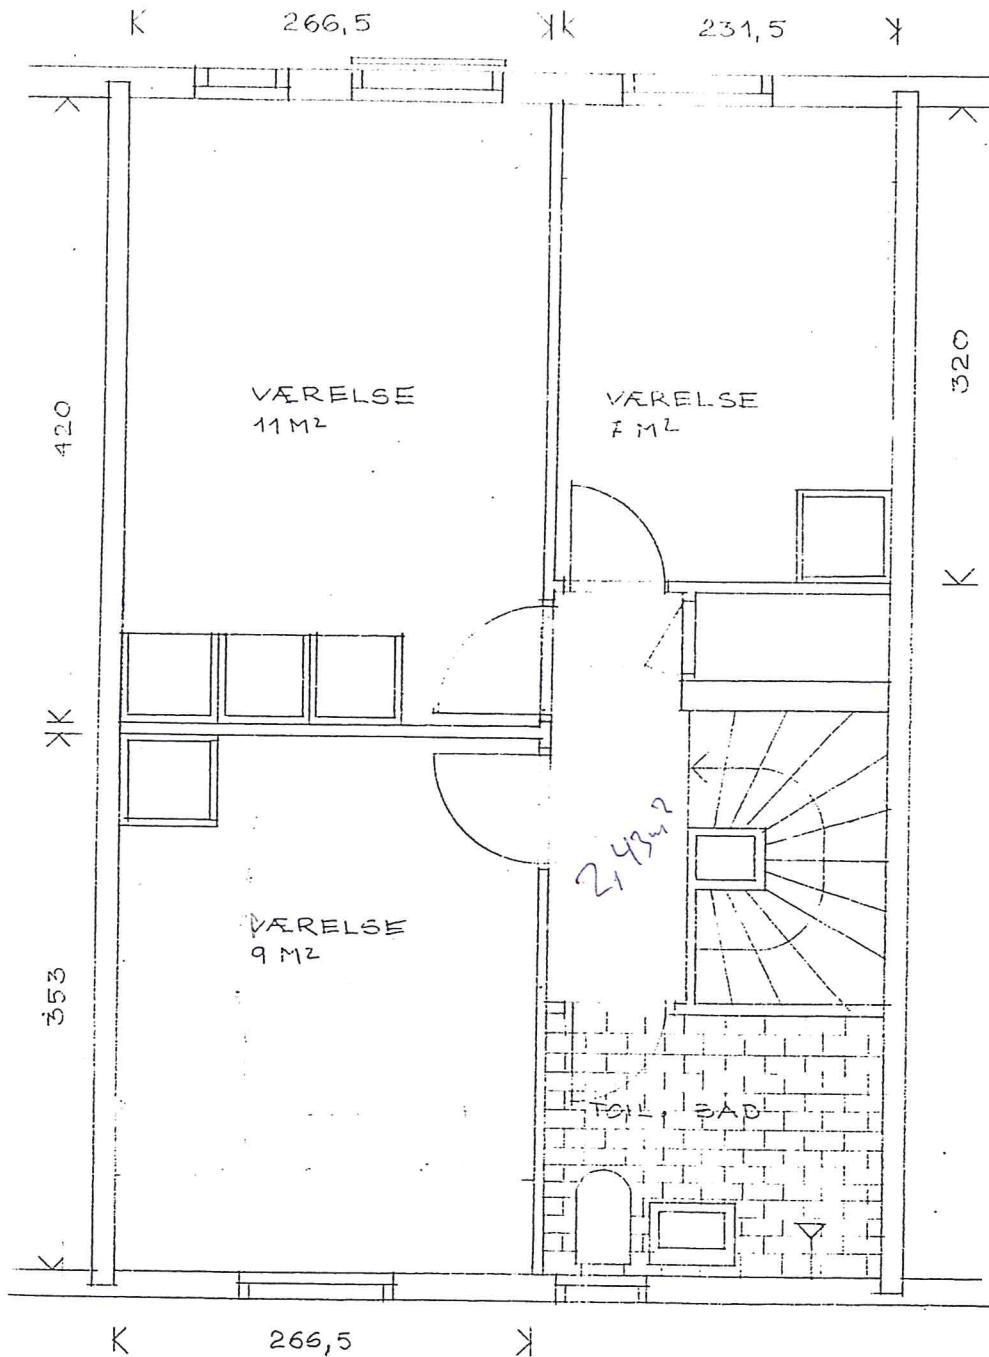 266,5
231,5
420
320
VÆRELSE
11 M²
VÆRELSE
7 M²
2,43m²
VÆRELSE
9 M²
353
TOIL. BAD
266,5